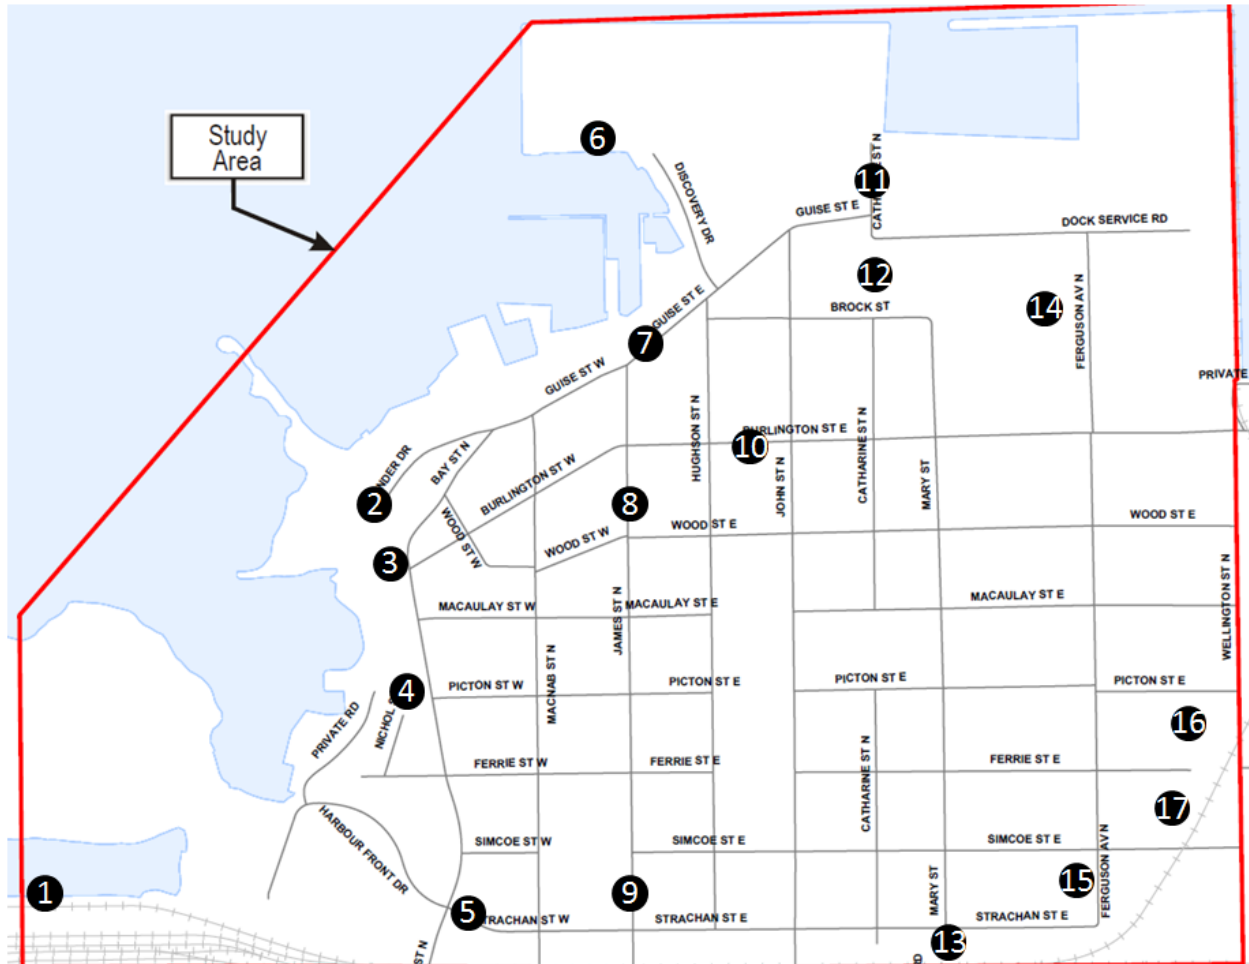 6
Study
Area
DISCOVERY DR
11
GUISE ST E
DOCK SERVICE RD
12
14
BROCK ST
FERGUSON AV N
GUISE ST E
7
GUISE ST W
PRIVATE
HUGHSON ST N
10
BURLINGTON ST E
CATHARINE ST N
BAY ST N
2
BURLINGTON ST W
JOHN ST N
MARY ST
8
WOOD ST W
WOOD ST W
WOOD ST E
WOOD ST E
3
MACAULAY ST W
MACAULAY ST E
MACAULAY ST E
JAMES ST N
WELLINGTON ST N
4
PICTON ST W
PICTON ST E
PICTON ST E
PICTON ST E
MACNAB ST N
PRIVATE RD
16
FERRIE ST W
FERRIE ST E
FERRIE ST E
CATHARINE ST N
17
HARBOUR FRONT DR
SIMCOE ST W
SIMCOE ST E
SIMCOE ST E
1
5
STRACHAN ST W
9
STRACHAN ST E
MARY ST
15
STRACHAN ST E
FERGUSON AV N
13
ST N